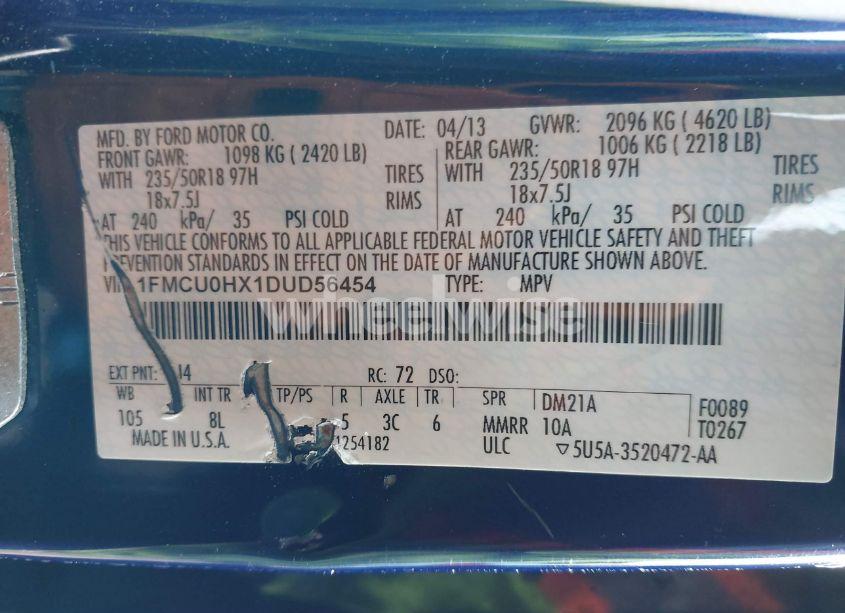 MFD. BY FORD MOTOR CO. DATE: 04/13 GVWR: 2096 KG ( 4620 LB)
FRONT GAWR: 1098 KG ( 2420 LB) REAR GAWR: 1006 KG ( 2218 LB)
WITH 235/50R18 97H TIRES WITH 235/50R18 97H TIRES
18x7.5J RIMS 18x7.5J RIMS
AT 240 kPa/ 35 PSI COLD AT 240 kPa/ 35 PSI COLD
THIS VEHICLE CONFORMS TO ALL APPLICABLE FEDERAL MOTOR VEHICLE SAFETY AND THEFT
PREVENTION STANDARDS IN EFFECT ON THE DATE OF MANUFACTURE SHOWN ABOVE.
1FMCU0HX1DUD56454 TYPE: MPV
wheelwise
EXT PNT: J4 RC: 72 DSO:
WB INT TR TP/PS R AXLE TR SPR DM21A F0089
105 8L 5 3C 6 MMRR 10A T0267
MADE IN U.S.A. 1254182 ULC ▽5U5A-3520472-AA